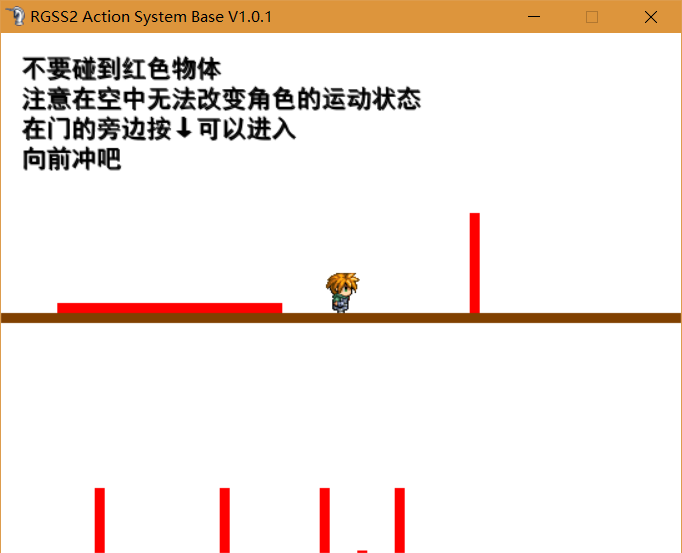 RGSS2 Action System Base V1.0.1
不要碰到红色物体
注意在空中无法改变角色的运动状态
在门的旁边按↓可以进入
向前冲吧